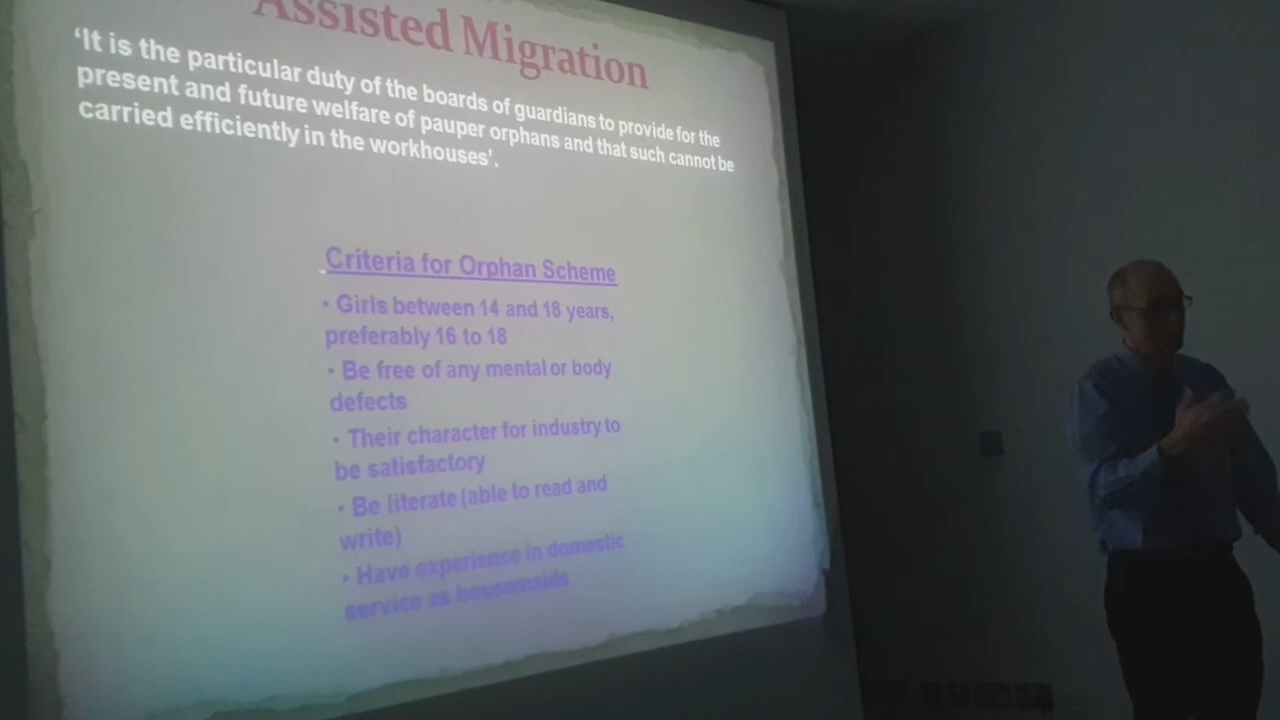 Assisted Migration
‘It is the particular duty of the boards of guardians to provide for the
present and future welfare of pauper orphans and that such cannot be
carried efficiently in the workhouses’.
Criteria for Orphan Scheme
• Girls between 14 and 18 years,
preferably 16 to 18
• Be free of any mental or body
defects
• Their character for industry to
be satisfactory
• Be literate (able to read and
write)
• Have experience in domestic
service as housemaids